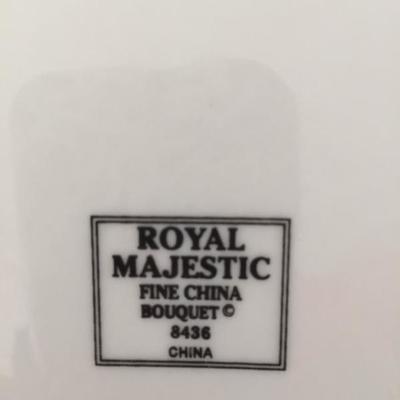 ROYAL
MAJESTIC
FINE CHINA
BOUQUET ©
8436
CHINA